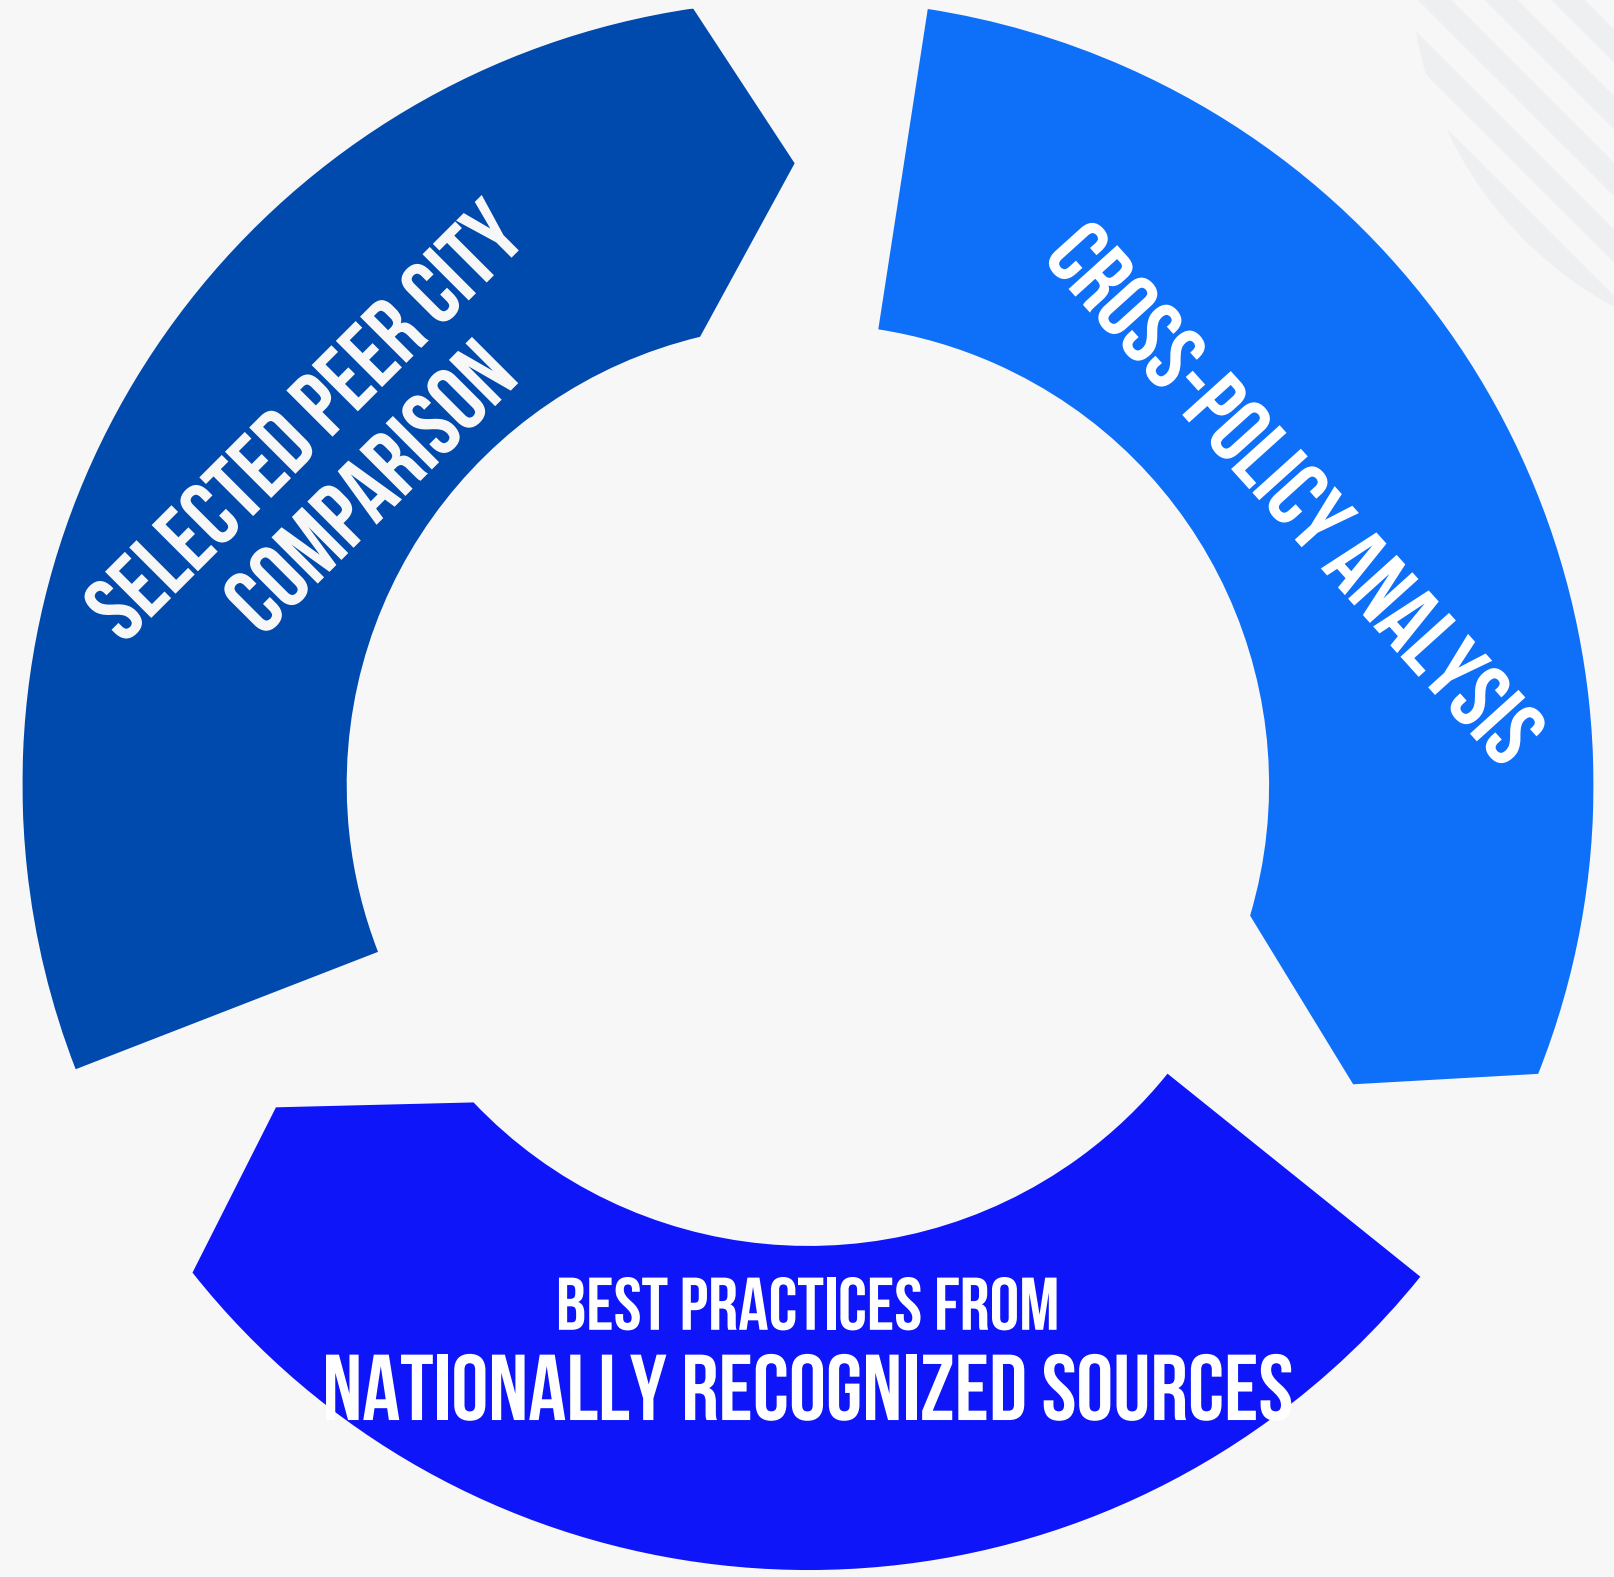 SELECTED PEER CITY
COMPARISON
CROSS-POLICY ANALYSIS
BEST PRACTICES FROM
NATIONALLY RECOGNIZED SOURCES